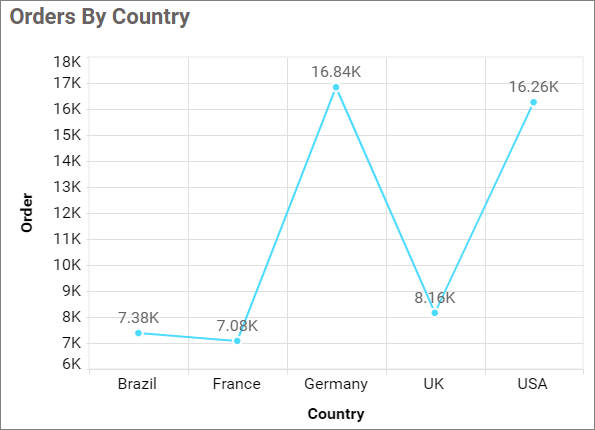 Orders By Country
18K
17K
16K
15K
14K
13K
12K
11K
10K
9K
8K
7K
6K
Order
7.38K
7.08K
16.84K
8.16K
16.26K
Brazil France Germany UK USA
Country